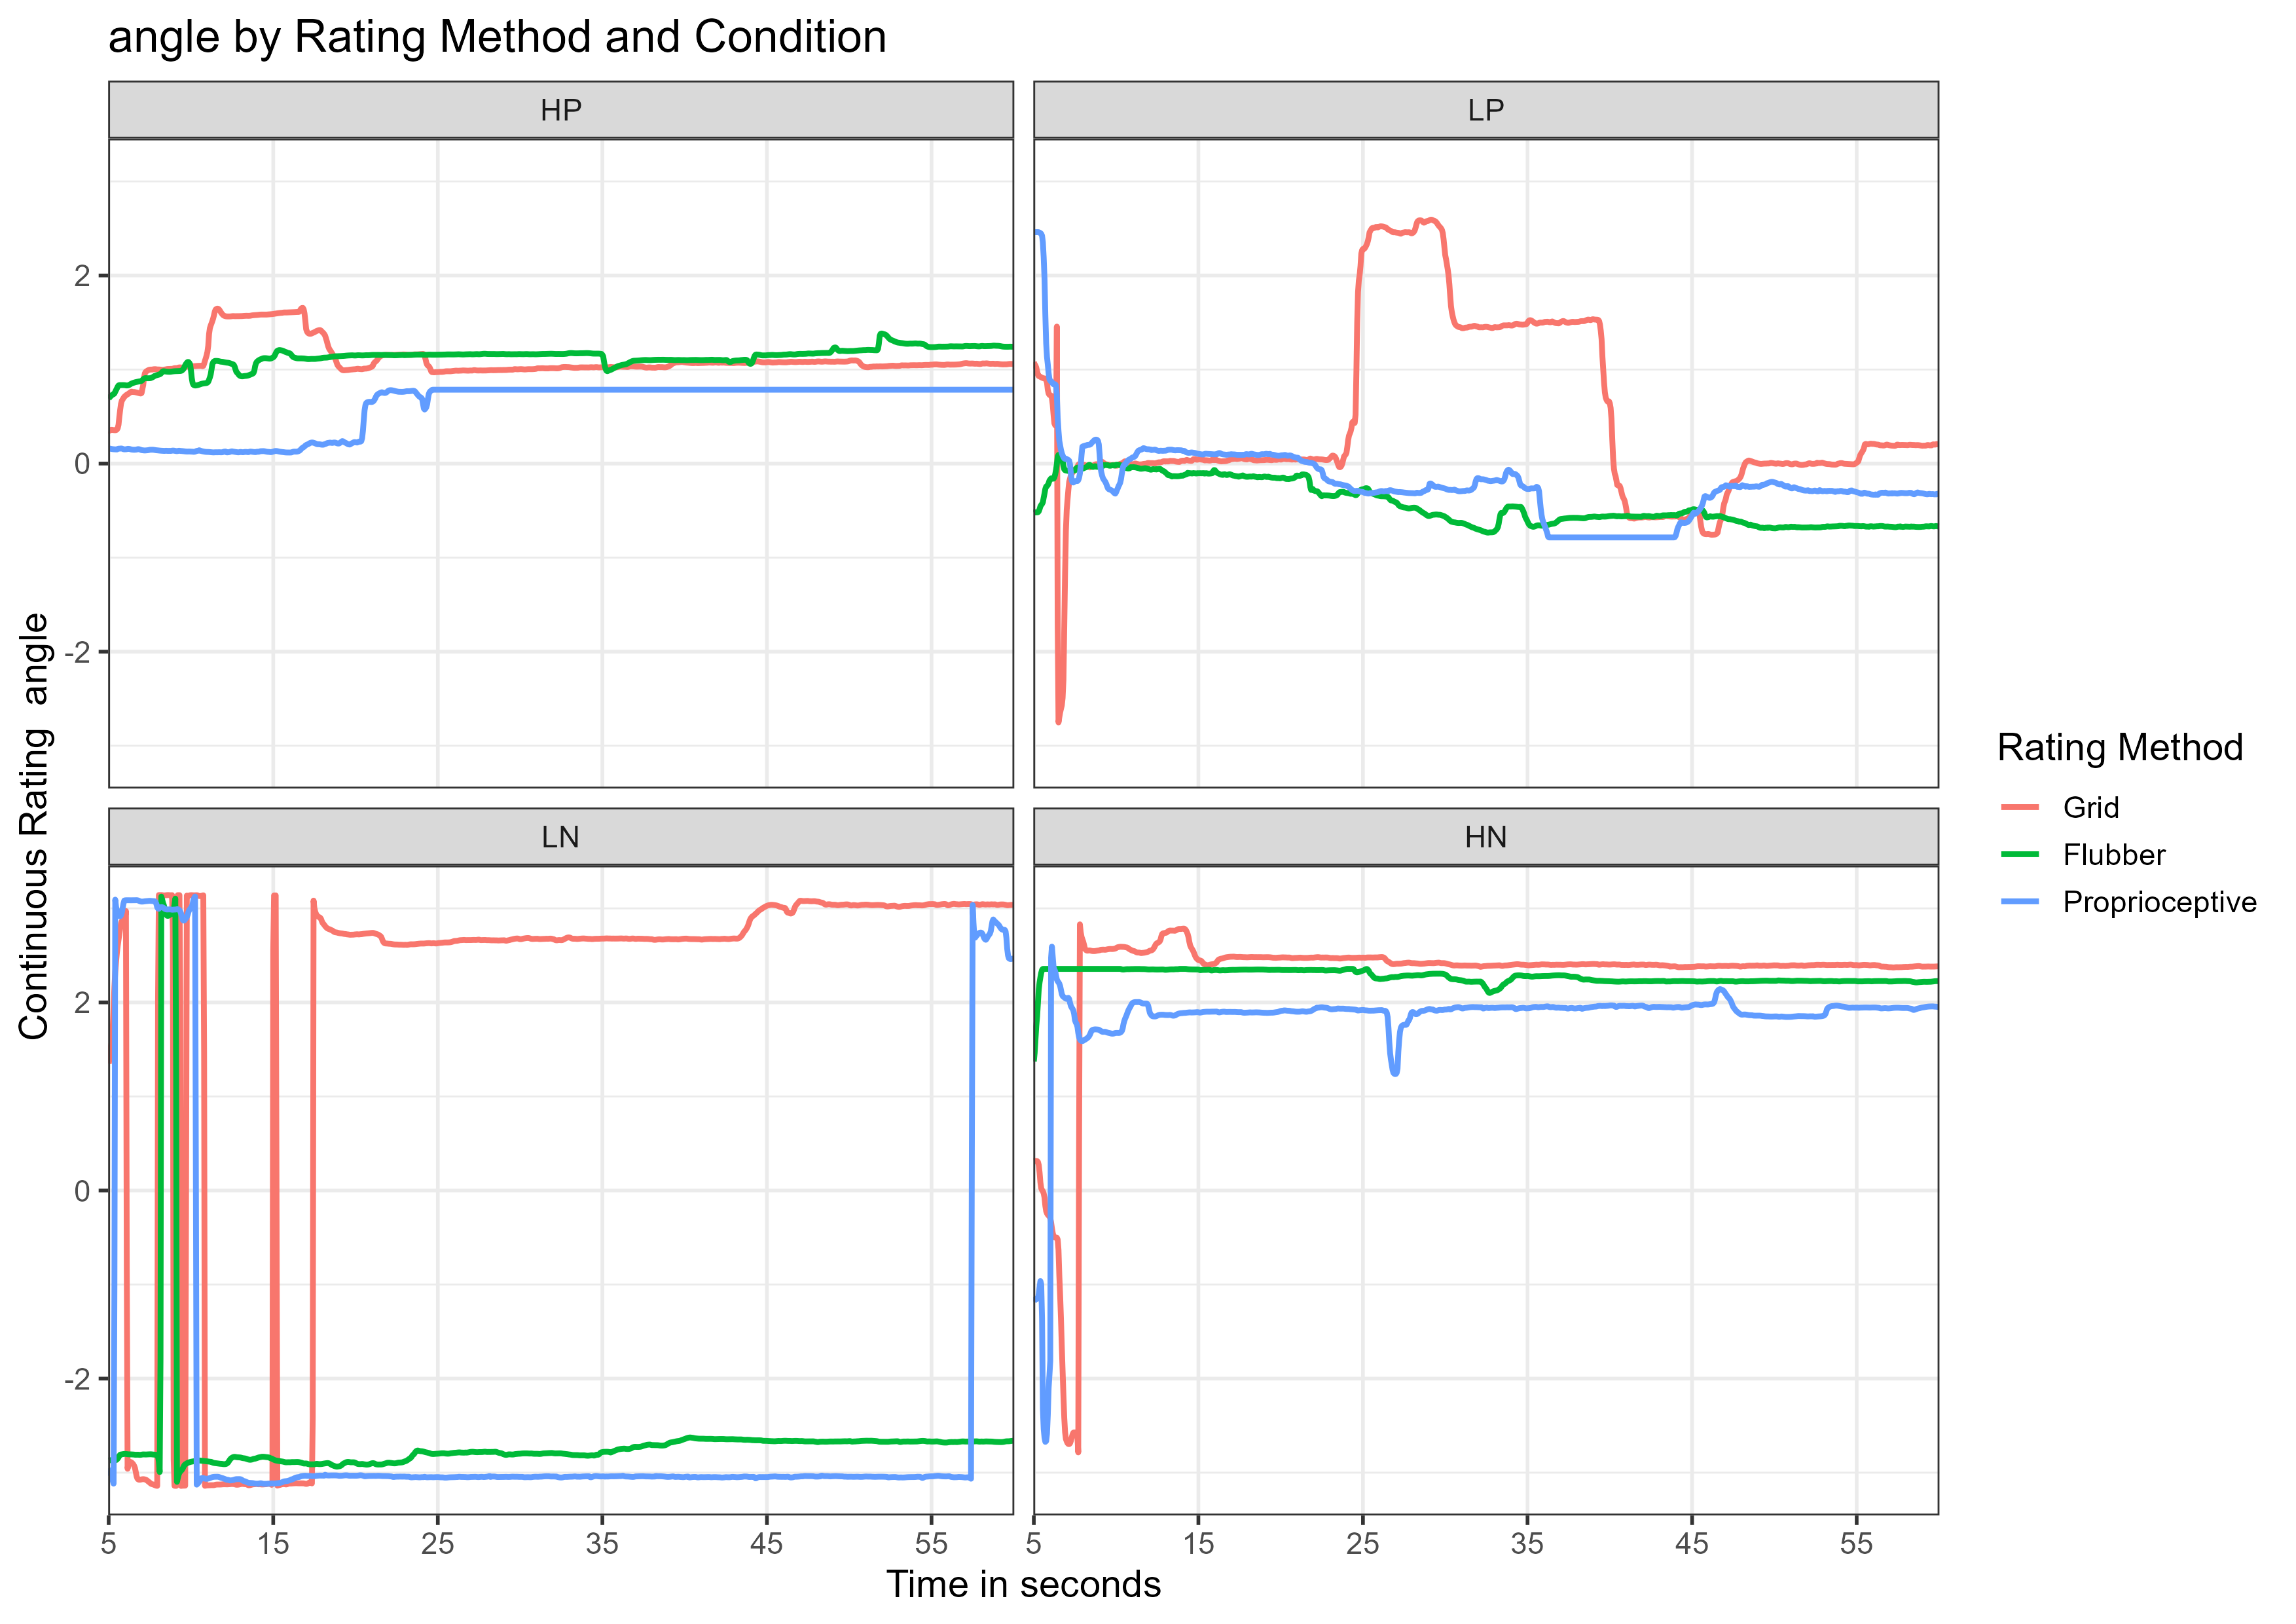 angle by Rating Method and Condition
HP
LP
2
0
-2
LN
HN
2
0
-2
5
15
25
35
45
55
5
15
25
35
45
55
Time in seconds
Continuous Rating  angle
Rating Method
Grid
Flubber
Proprioceptive